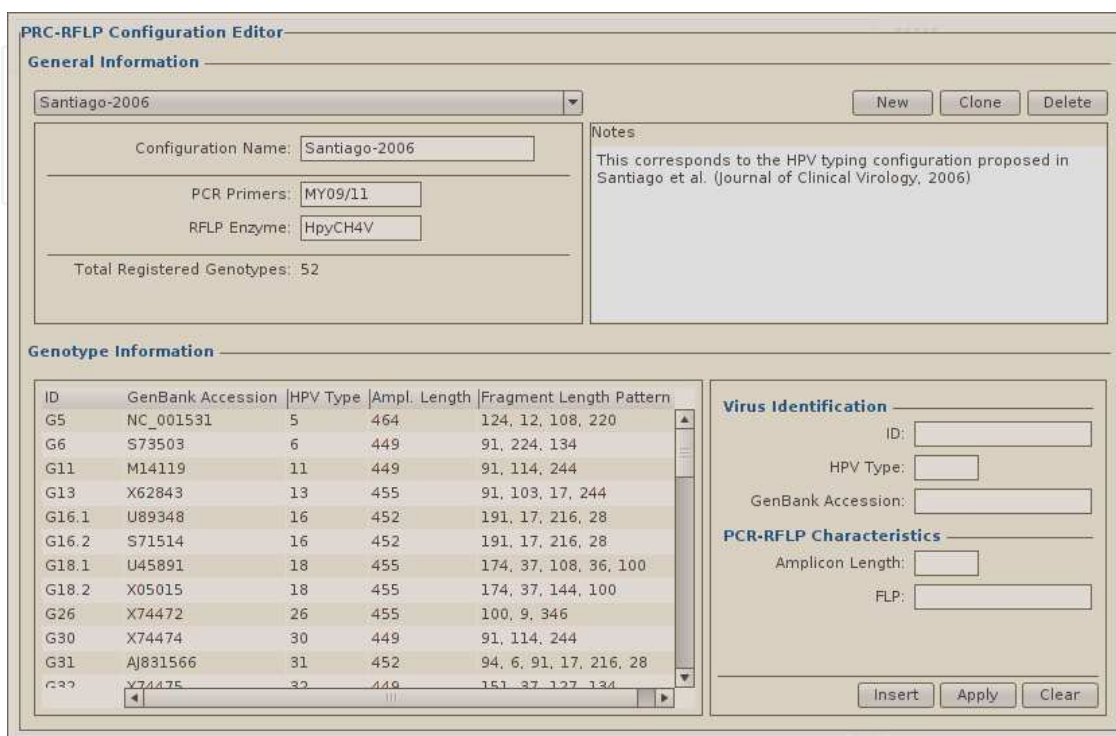 PRC-RFLP Configuration Editor
General Information
Santiago-2006
New Clone Delete
Configuration Name: Santiago-2006
PCR Primers: MY09/11
RFLP Enzyme: HpyCH4V
Total Registered Genotypes: 52
Notes
This corresponds to the HPV typing configuration proposed in
Santiago et al. (Journal of Clinical Virology, 2006)
Genotype Information
ID GenBank Accession HPV Type Ampl. Length Fragment Length Pattern
G5 NC_001531 5 464 124, 12, 108, 220
G6 S73503 6 449 91, 224, 134
G11 M14119 11 449 91, 114, 244
G13 X62843 13 455 91, 103, 17, 244
G16.1 U89348 16 452 191, 17, 216, 28
G16.2 S71514 16 452 191, 17, 216, 28
G18.1 U45891 18 455 174, 37, 108, 36, 100
G18.2 X05015 18 455 174, 37, 144, 100
G26 X74472 26 455 100, 9, 346
G30 X74474 30 449 91, 114, 244
G31 AJ831566 31 452 94, 6, 91, 17, 216, 28
G32 X74475 32 449 151, 37, 127, 134
Virus Identification
ID:
HPV Type:
GenBank Accession:
PCR-RFLP Characteristics
Amplicon Length:
FLP:
Insert Apply Clear